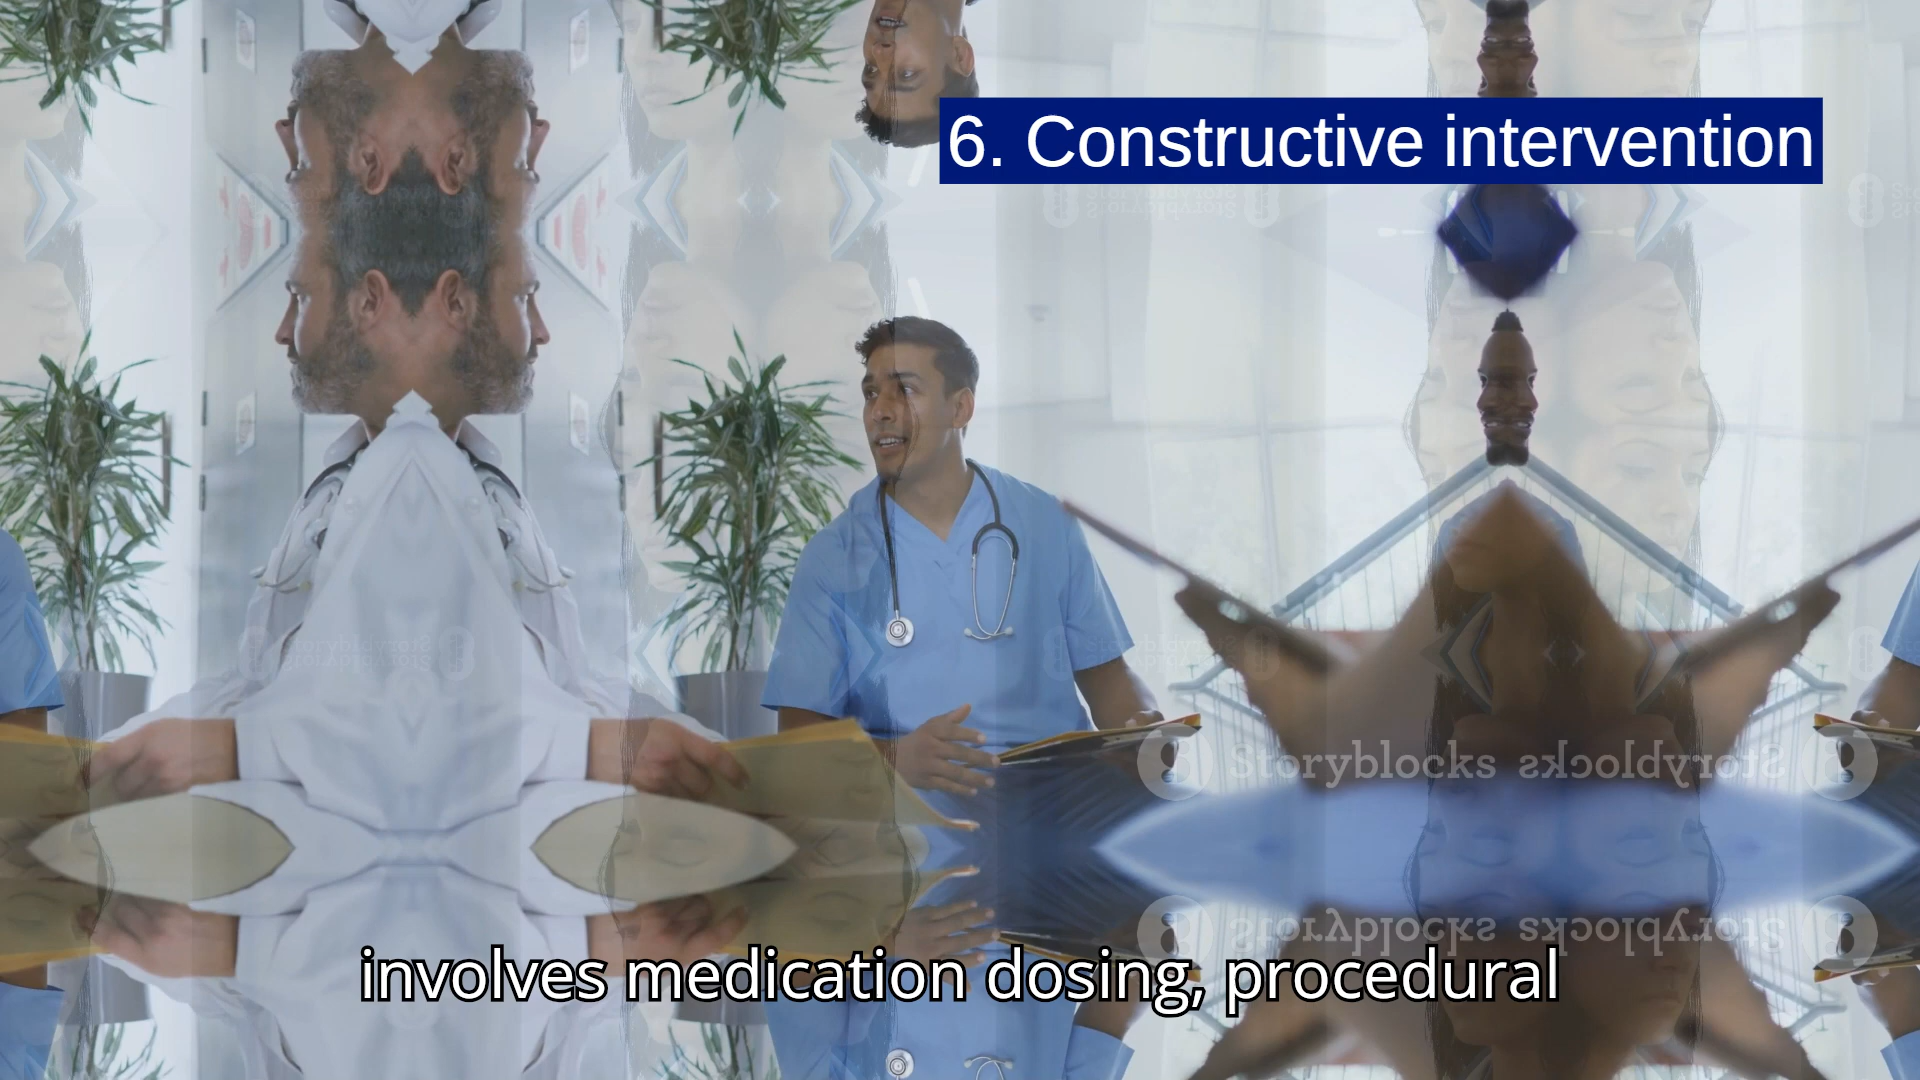 6. Constructive intervention
Storyblocks
involves medication dosing, procedural